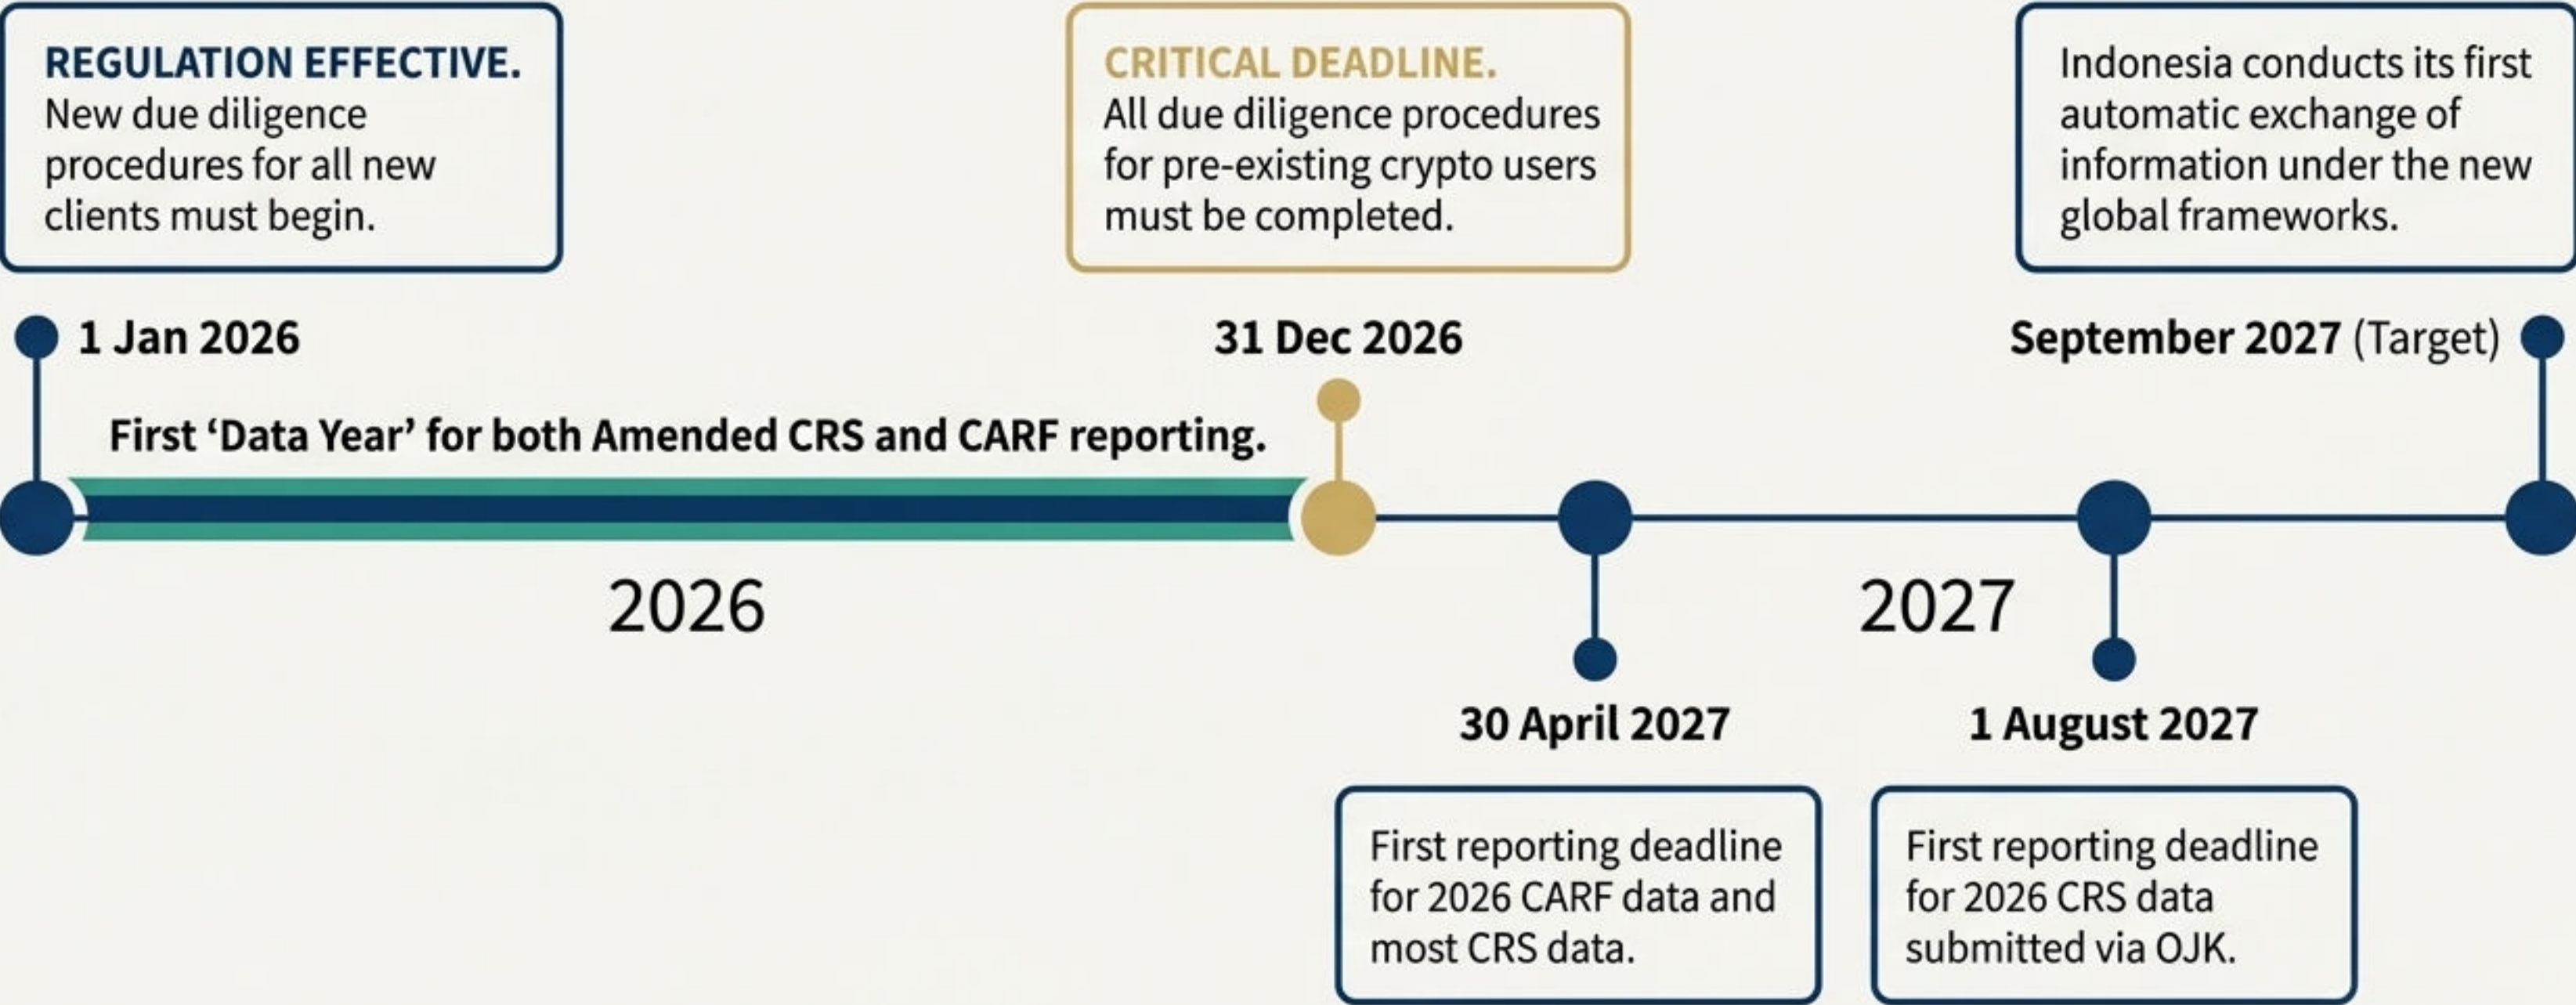 REGULATION EFFECTIVE.
New due diligence
procedures for all new
clients must begin.
CRITICAL DEADLINE.
All due diligence procedures
for pre-existing crypto users
must be completed.
Indonesia conducts its first
automatic exchange of
information under the new
global frameworks.
1 Jan 2026
31 Dec 2026
September 2027 (Target)
First ‘Data Year’ for both Amended CRS and CARF reporting.
2026
2027
30 April 2027
1 August 2027
First reporting deadline
for 2026 CARF data and
most CRS data.
First reporting deadline
for 2026 CRS data
submitted via OJK.